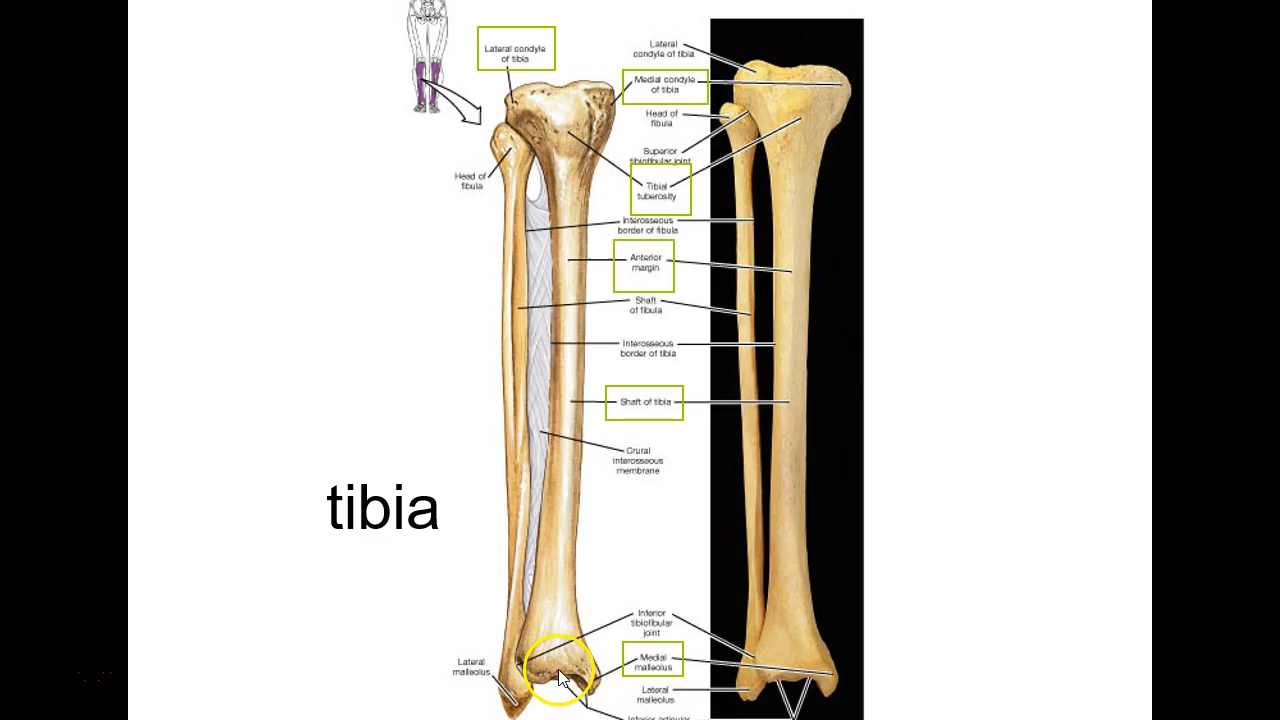 Lateral condyle
of tibia
Lateral
condyle of tibia
Medial condyle
of tibia
Head of
fibula
Superior
tibiofibular joint
Head of
fibula
Tibial
tuberosity
Interosseous
border of fibula
Anterior
margin
Shaft
of fibula
Interosseous
border of tibia
Shaft of tibia
Crural
interosseous
membrane
tibia
Inferior
tibiofibular
joint
Lateral
malleolus
Medial
malleolus
Lateral
malleolus
Inferior articular